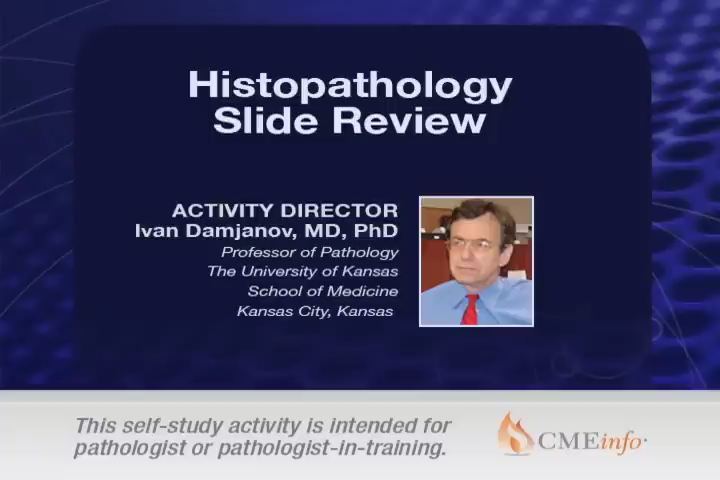 Histopathology
Slide Review
ACTIVITY DIRECTOR
Ivan Damjanov, MD, PhD
Professor of Pathology
The University of Kansas
School of Medicine
Kansas City, Kansas
This self-study activity is intended for
pathologist or pathologist-in-training.
CMEinfo